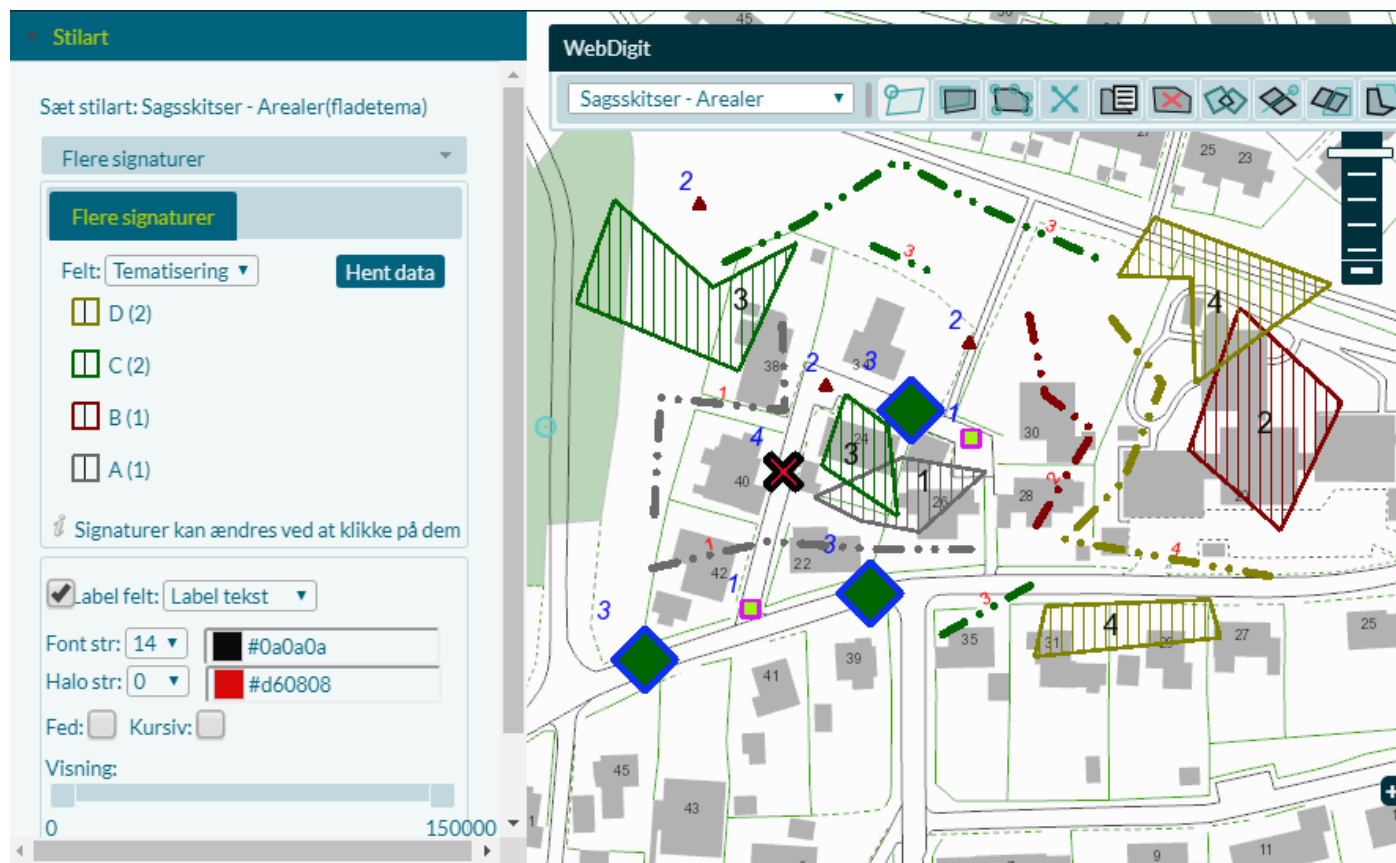 Stilart
Sæt stilart: Sagsskitser - Arealer(fladetema)
Flere signaturer
Flere signaturer
Felt: Tematisering
Hent data
D (2)
C (2)
B (1)
A (1)
Signaturer kan ændres ved at klikke på dem
Label felt: Label tekst
Font str: 14 #0a0a0a
Halo str: 0 #d60808
Fed: Kursiv:
Visning:
0 150000
WebDigit
Sagsskitser - Arealer
45
27
25 23
2
3
3
3
4
2
38
2
3
1
1
4
24
3
30
2
40
1
26
28
2
1
3
22
42
1
4
3
3
35
31
4
29
27
25
39
41
45
43
9
11